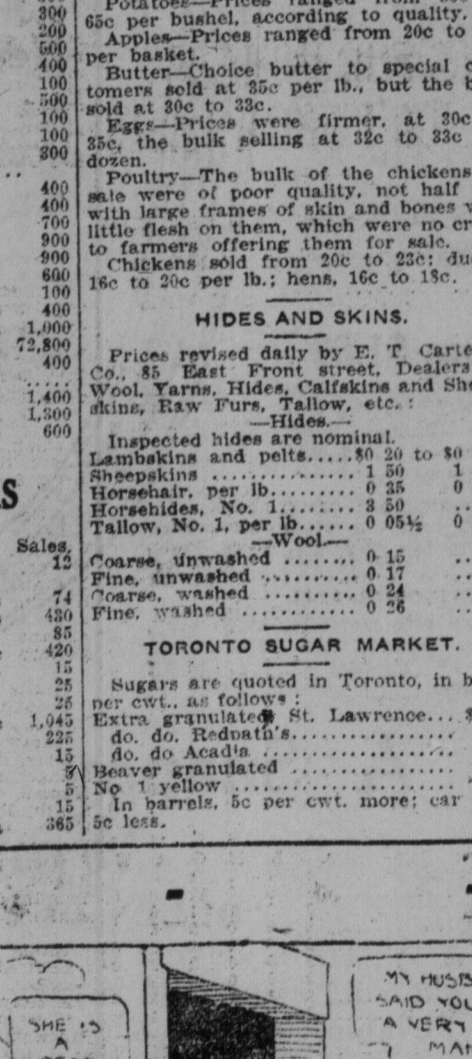 300
200
500
400
100
500
100
100
300
400
400
700
900
900
600
100
400
1,000
72,800
400
1,400
1,300
600
S
Sales.
12
74
430
85
420
15
25
25
1,045
225
15
5
5
15
365
Potatoes—Prices ranged from
65c per bushel, according to quality.
Apples—Prices ranged from 20c to
per basket.
Butter—Choice butter to special
tomers sold at 35c per lb., but the
sold at 30c to 33c.
Eggs—Prices were firmer, at 30c
35c, the bulk selling at 32c to 33c
dozen.
Poultry—The bulk of the chickens
sale were of poor quality, not half
with large frames of skin and bones
little flesh on them, which were no
to farmers offering them for sale.
Chickens sold from 20c to 23c;
16c to 20c per lb.; hens, 16c to 18c.
HIDES AND SKINS.
Prices revised daily by E. T. Carte
Co., 85 East Front street, Dealers
Wool, Yarns, Hides, Calfskins and She
skins, Raw Furs, Tallow, etc. :
—Hides.—
Inspected hides are nominal.
Lambskins and pelts.....$0 20 to $0
Sheepskins .............. 1 50 1
Horsehair, per lb......... 0 35 0
Horsehides, No. 1........ 3 50 ..
Tallow, No. 1, per lb...... 0 05½ 0
—Wool.—
Coarse, unwashed ........ 0 15 ..
Fine, unwashed .......... 0 17 ..
Coarse, washed .......... 0 24 ..
Fine, washed ............ 0 26 ..
TORONTO SUGAR MARKET.
Sugars are quoted in Toronto, in b
per cwt., as follows :
Extra granulated, St. Lawrence... $
do. do. Redpath's....................
do. do Acadia ....................
Beaver granulated ....................
No 1 yellow ....................
In barrels, 5c per cwt. more; car
5c less.
SHE IS
A
MY HUSB
SAID YOU
A VERY
MAN